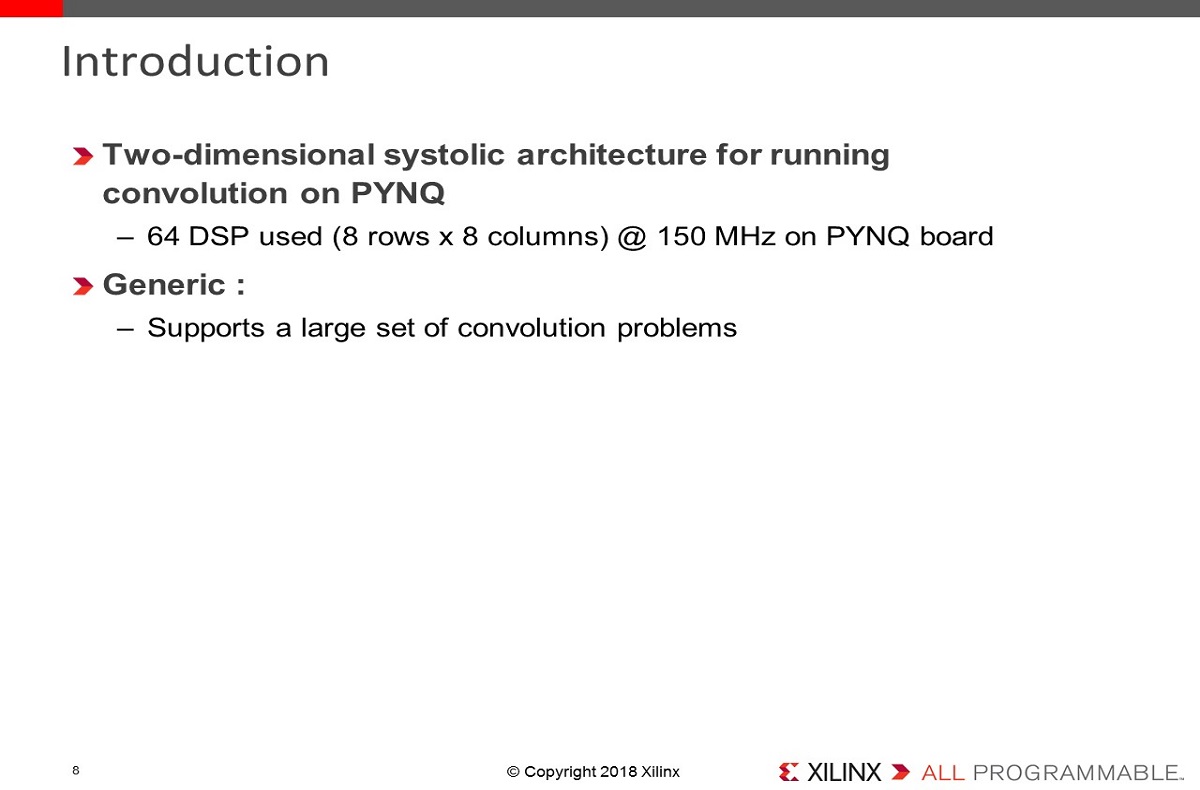 Introduction
Two-dimensional systolic architecture for running
convolution on PYNQ
– 64 DSP used (8 rows x 8 columns) @ 150 MHz on PYNQ board
Generic :
– Supports a large set of convolution problems
8
© Copyright 2018 Xilinx
XILINX ALL PROGRAMMABLE™